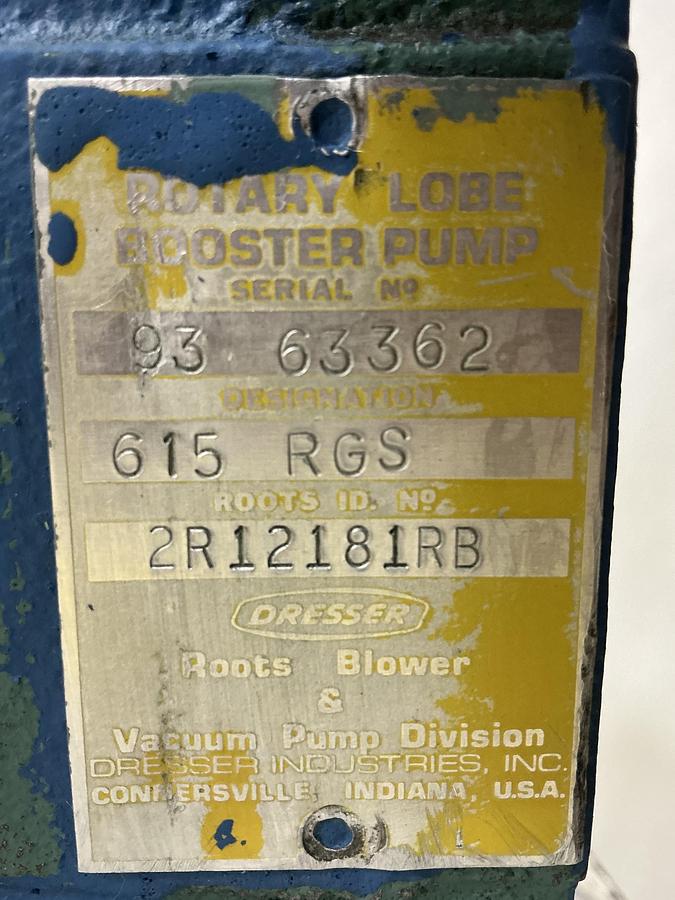 ROTARY LOBE
BOOSTER PUMP
SERIAL Nº
93 63362
DESIGNATION
615 RGS
ROOTS ID. Nº
2R12181RB
DRESSER
Roots Blower
&
Vacuum Pump Division
DRESSER INDUSTRIES, INC.
CONNERSVILLE, INDIANA, U.S.A.